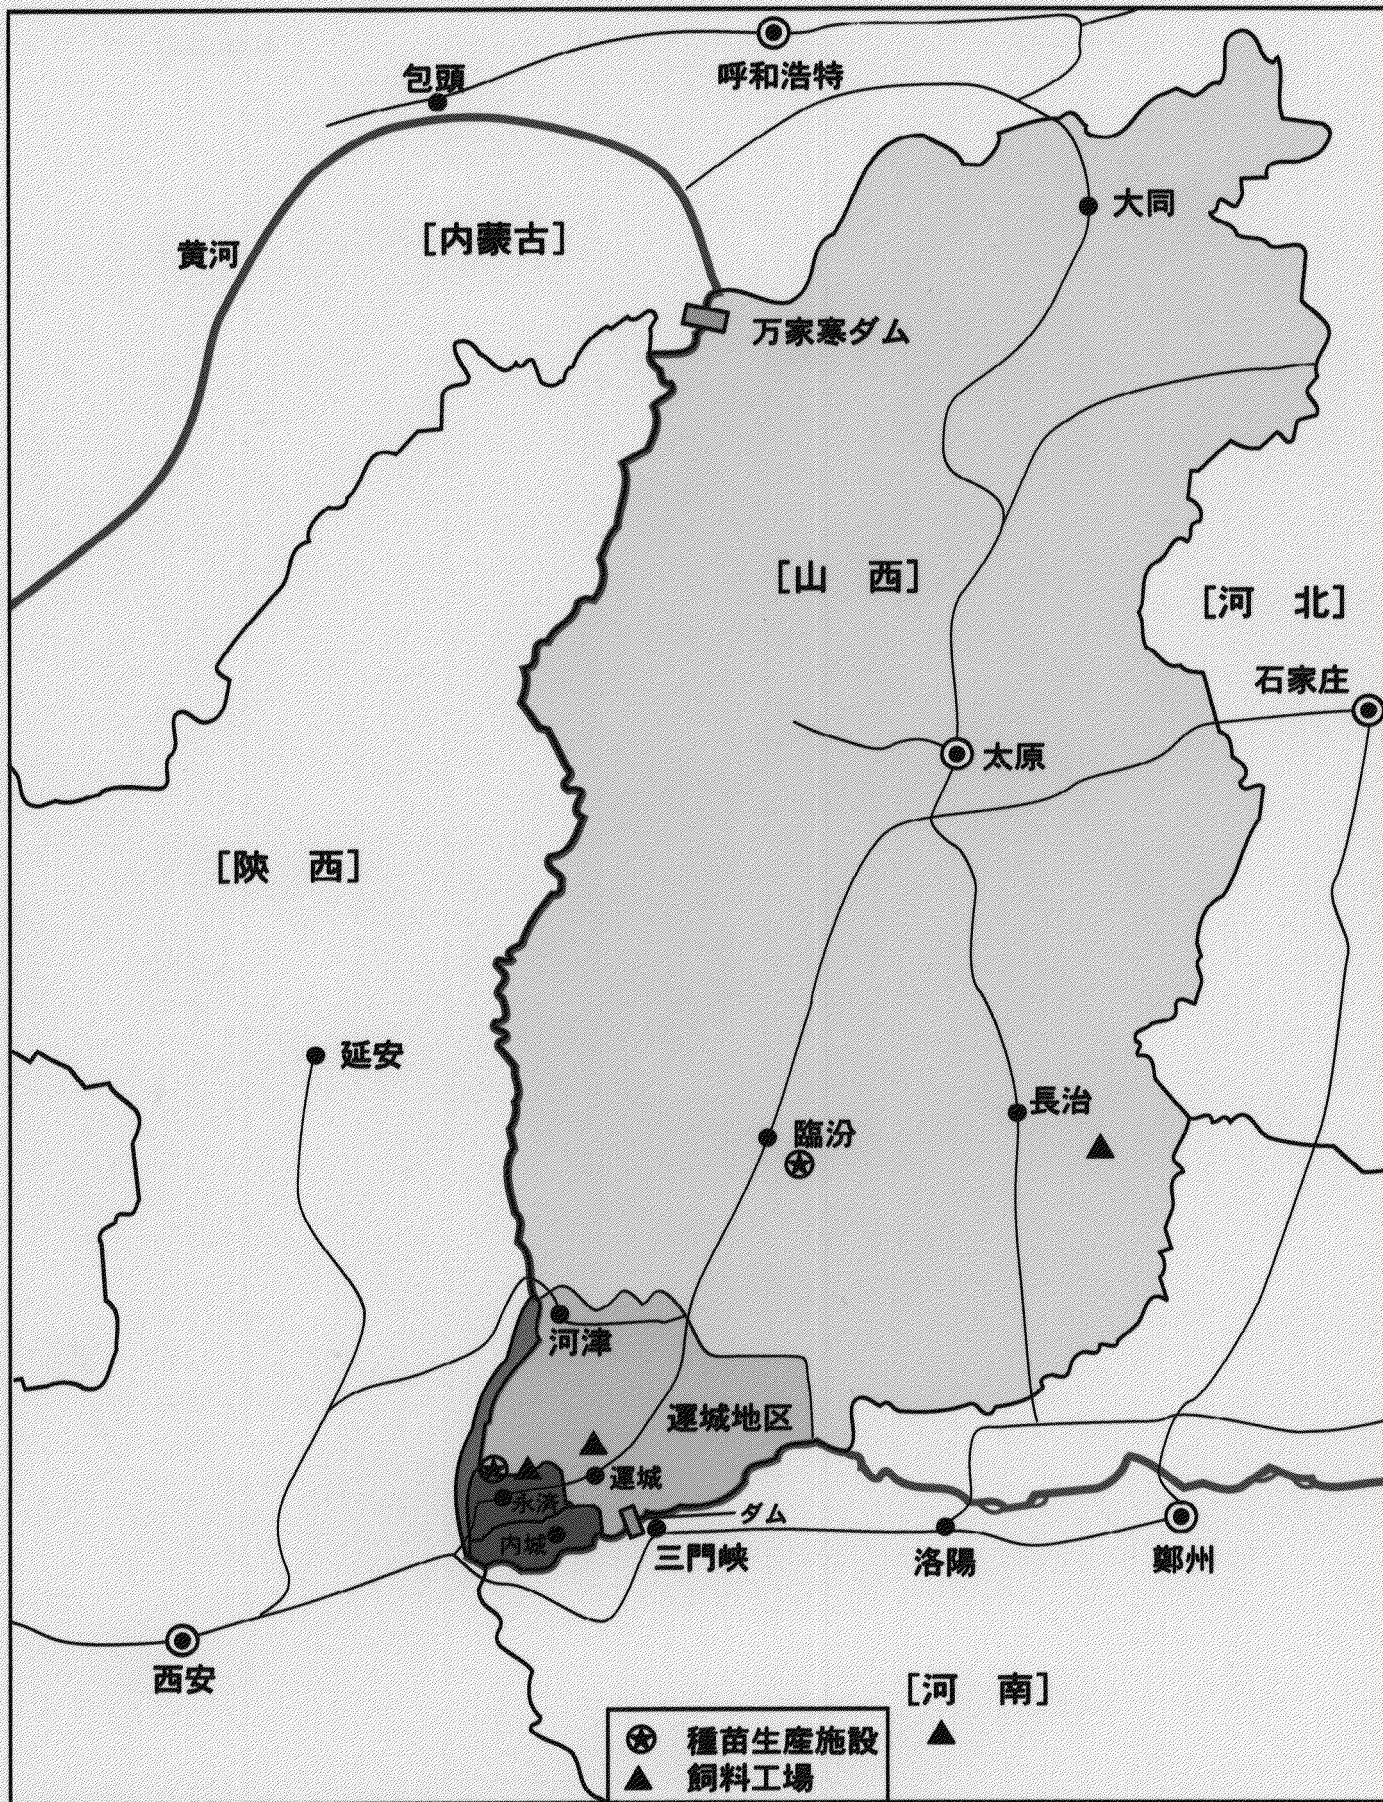 呼和浩特
包頭
大同
[内蒙古]
黄河
万家寨ダム
[山　西]
[河　北]
石家庄
太原
[陝　西]
延安
長治
臨汾
河津
運城地区
運城
永済
ダム
内城
三門峡
洛陽
鄭州
西安
[河　南]
種苗生産施設
飼料工場